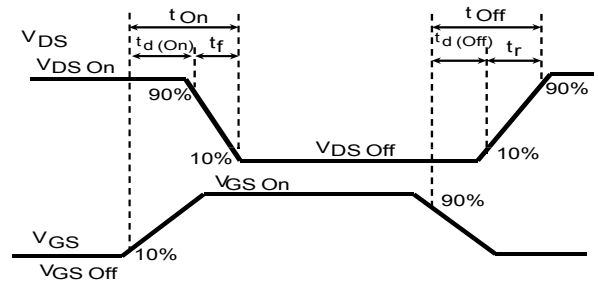 t On
t Off
t d (On)
t f
t d (Off)
t r
V DS
V DS On
90%
90%
10%
V DS Off
10%
V GS On
90%
V GS
10%
V GS Off